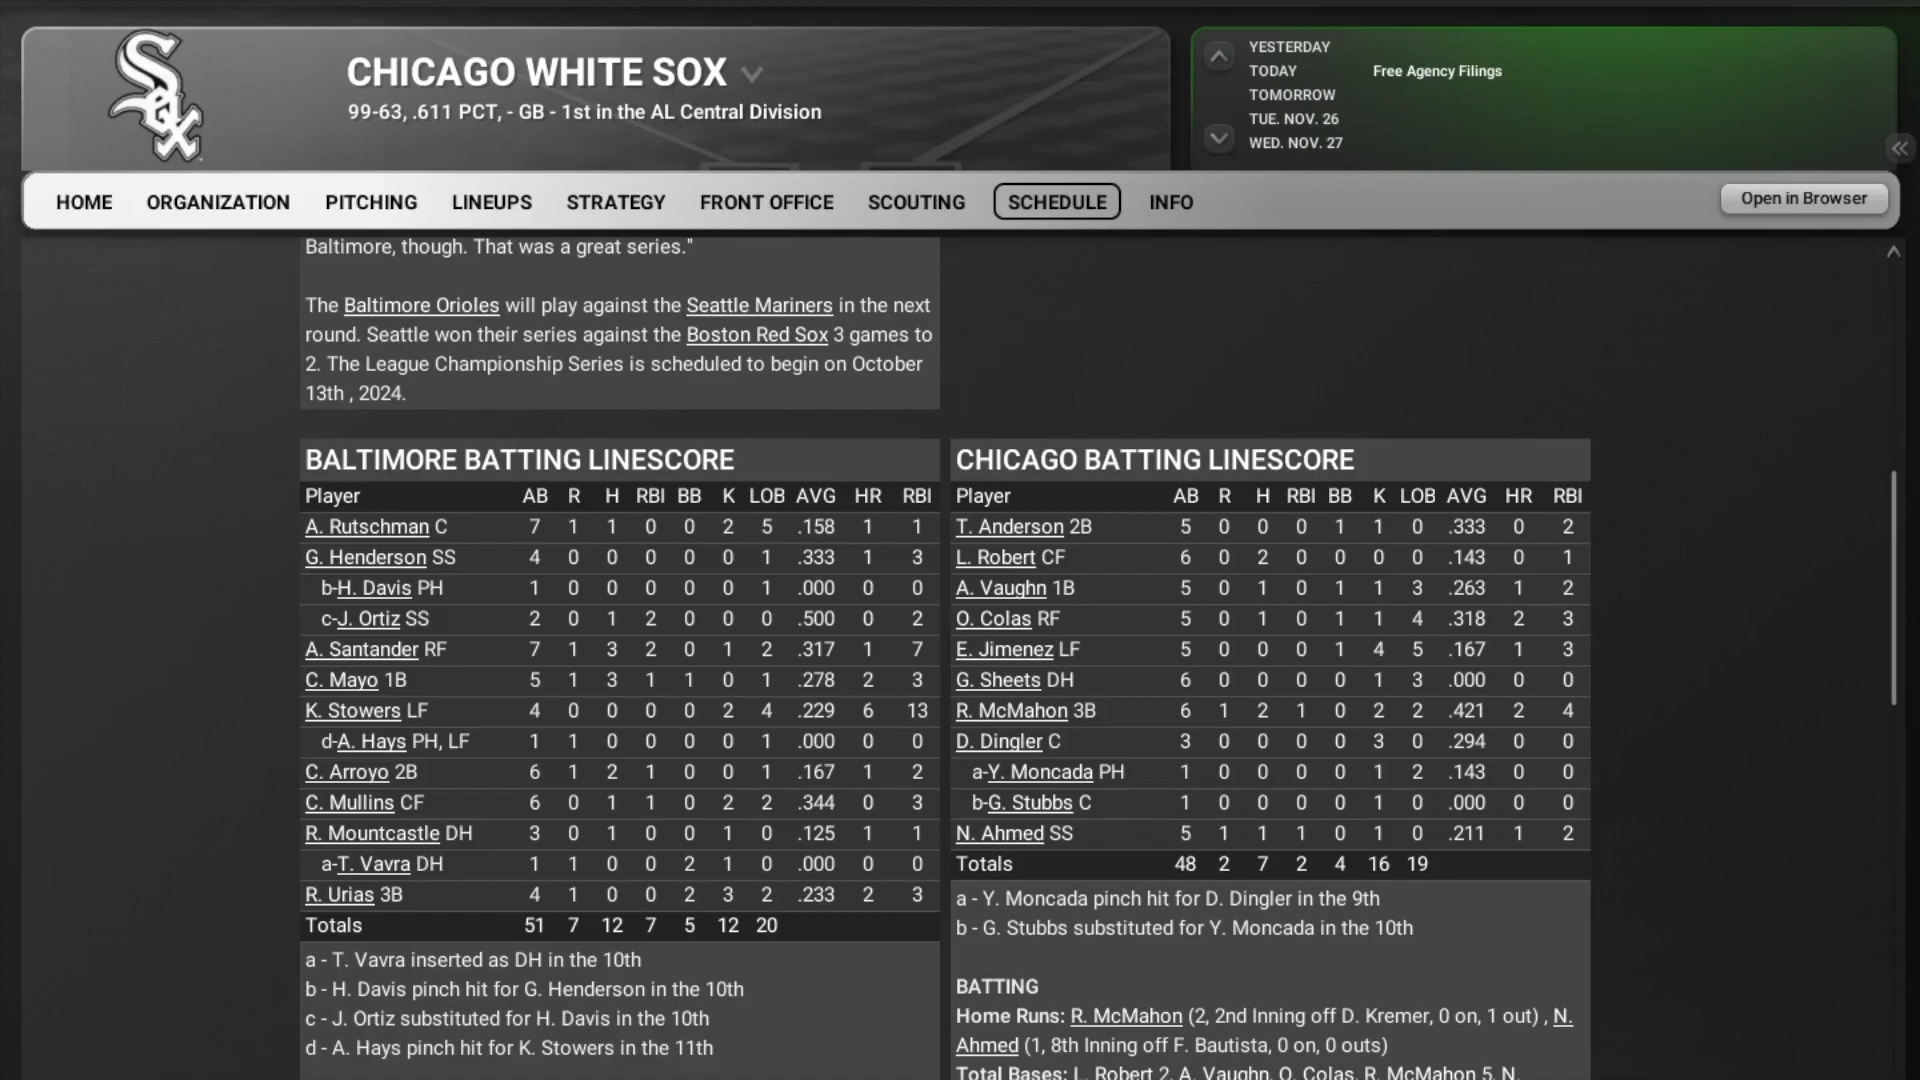 Sox
CHICAGO WHITE SOX
99-63, .611 PCT, - GB - 1st in the AL Central Division
YESTERDAY
TODAY Free Agency Filings
TOMORROW
TUE. NOV. 26
WED. NOV. 27
HOME ORGANIZATION PITCHING LINEUPS STRATEGY FRONT OFFICE SCOUTING SCHEDULE INFO Open in Browser
Baltimore, though. That was a great series."
The Baltimore Orioles will play against the Seattle Mariners in the next
round. Seattle won their series against the Boston Red Sox 3 games to
2. The League Championship Series is scheduled to begin on October
13th , 2024.
BALTIMORE BATTING LINESCORE
Player AB R H RBI BB K LOB AVG HR RBI
A. Rutschman C 7 1 1 0 0 2 5 .158 1 1
G. Henderson SS 4 0 0 0 0 0 1 .333 1 3
b-H. Davis PH 1 0 0 0 0 0 1 .000 0 0
c-J. Ortiz SS 2 0 1 2 0 0 0 .500 0 2
A. Santander RF 7 1 3 2 0 1 2 .317 1 7
C. Mayo 1B 5 1 3 1 1 0 1 .278 2 3
K. Stowers LF 4 0 0 0 0 2 4 .229 6 13
d-A. Hays PH, LF 1 1 0 0 0 0 1 .000 0 0
C. Arroyo 2B 6 1 2 1 0 0 1 .167 1 2
C. Mullins CF 6 0 1 1 0 2 2 .344 0 3
R. Mountcastle DH 3 0 1 0 0 1 0 .125 1 1
a-T. Vavra DH 1 1 0 0 2 1 0 .000 0 0
R. Urias 3B 4 1 0 0 2 3 2 .233 2 3
Totals 51 7 12 7 5 12 20
a - T. Vavra inserted as DH in the 10th
b - H. Davis pinch hit for G. Henderson in the 10th
c - J. Ortiz substituted for H. Davis in the 10th
d - A. Hays pinch hit for K. Stowers in the 11th
CHICAGO BATTING LINESCORE
Player AB R H RBI BB K LOB AVG HR RBI
T. Anderson 2B 5 0 0 0 1 1 0 .333 0 2
L. Robert CF 6 0 2 0 0 0 0 .143 0 1
A. Vaughn 1B 5 0 1 0 1 1 3 .263 1 2
O. Colas RF 5 0 1 0 1 1 4 .318 2 3
E. Jimenez LF 5 0 0 0 1 4 5 .167 1 3
G. Sheets DH 6 0 0 0 0 1 3 .000 0 0
R. McMahon 3B 6 1 2 1 0 2 2 .421 2 4
D. Dingler C 3 0 0 0 0 3 0 .294 0 0
a-Y. Moncada PH 1 0 0 0 0 1 2 .143 0 0
b-G. Stubbs C 1 0 0 0 0 1 0 .000 0 0
N. Ahmed SS 5 1 1 1 0 1 0 .211 1 2
Totals 48 2 7 2 4 16 19
a - Y. Moncada pinch hit for D. Dingler in the 9th
b - G. Stubbs substituted for Y. Moncada in the 10th
BATTING
Home Runs: R. McMahon (2, 2nd Inning off D. Kremer, 0 on, 1 out) , N.
Ahmed (1, 8th Inning off F. Bautista, 0 on, 0 outs)
Total Bases: L. Robert 2, A. Vaughn, O. Colas, R. McMahon 5, N.